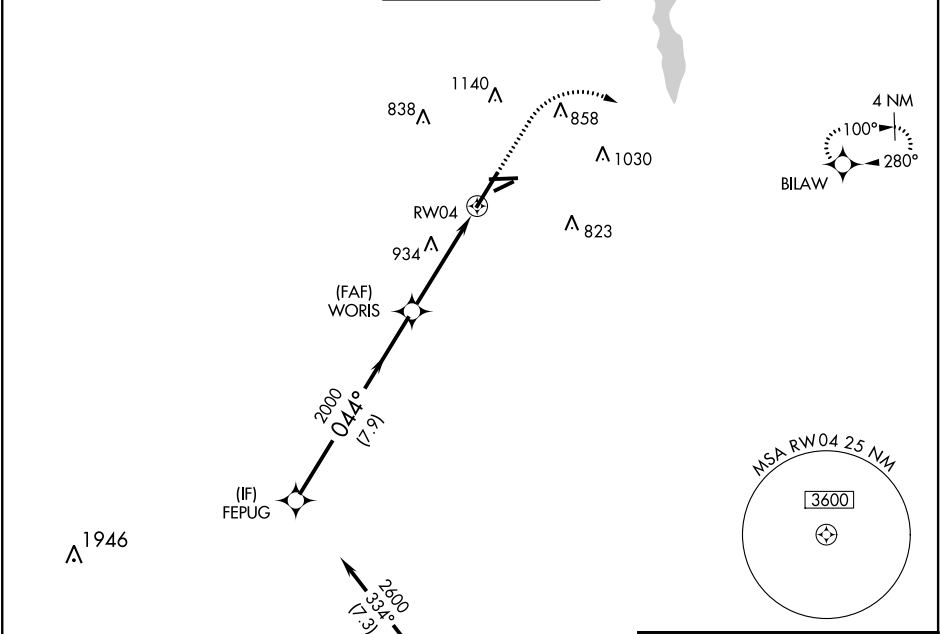 1140
838
858
4 NM
100°
1030
280°
BILAW
RW04
823
934
(FAF)
WORIS
2000
044°
(7.9)
MSA RW04 25 NM
3600
(IF)
FEPUG
1946
2600
334°
(7.3)